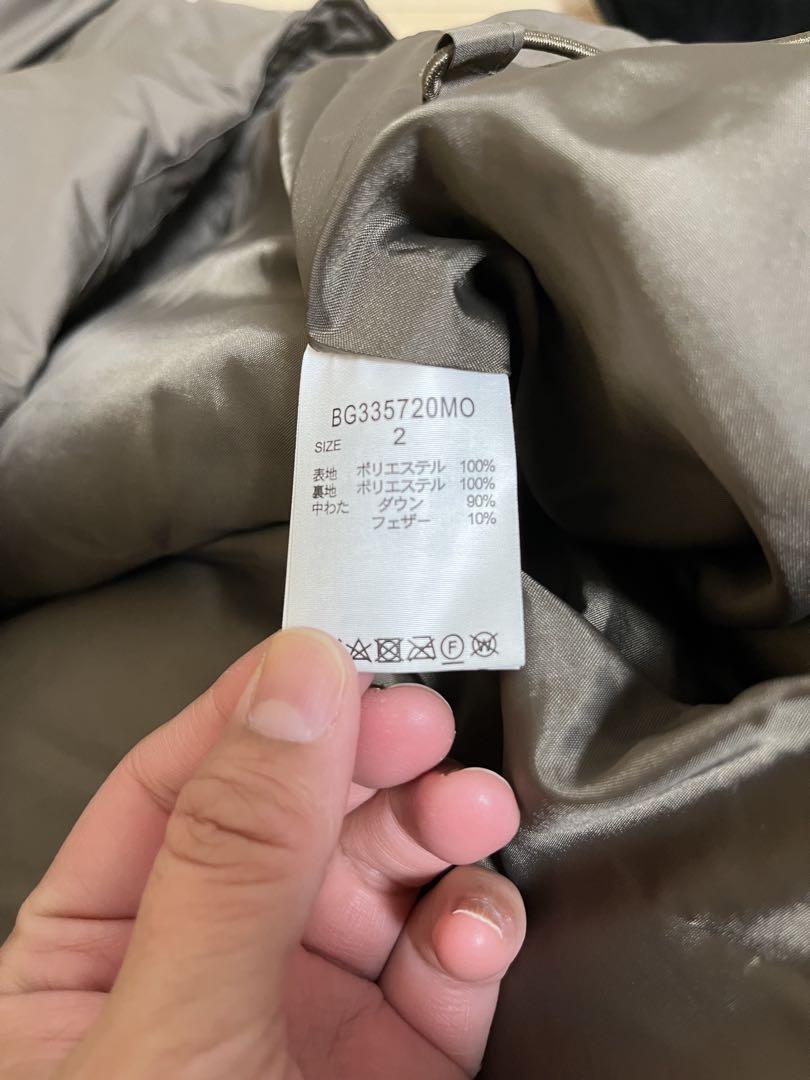 BG335720MO
SIZE 2
表地 ポリエステル 100%
裏地 ポリエステル 100%
中わた ダウン 90%
フェザー 10%
F W